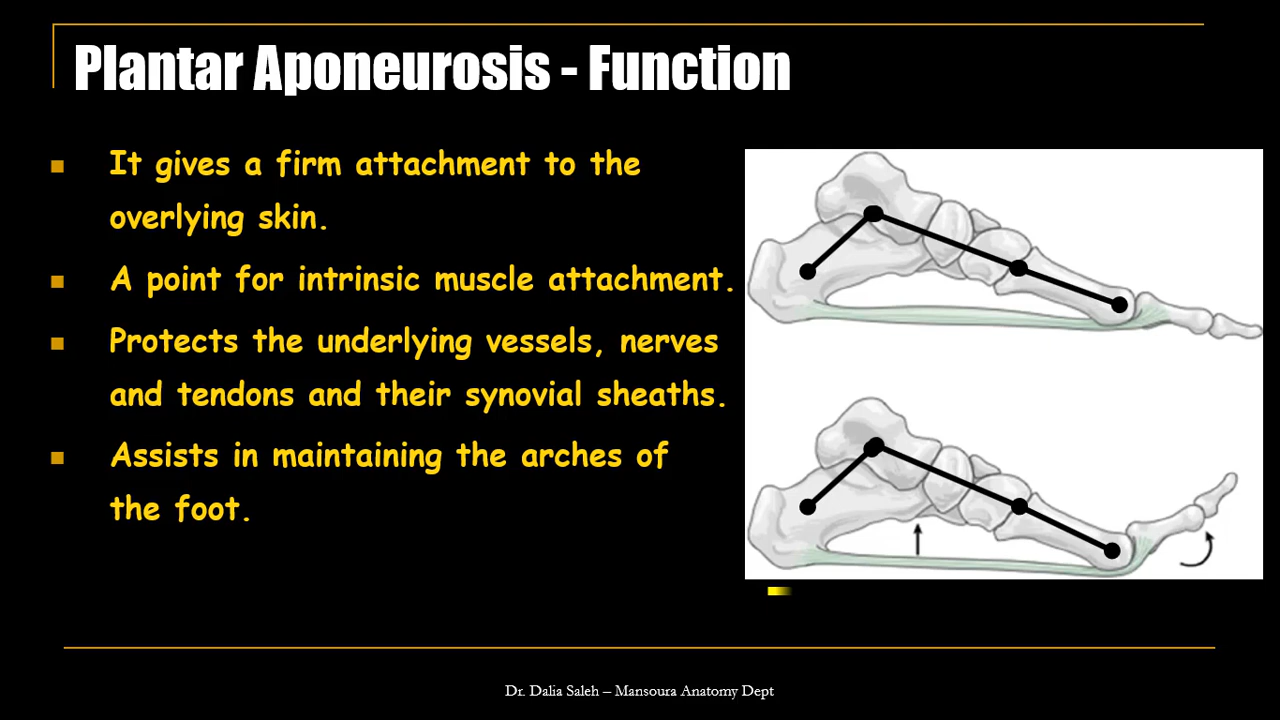 Plantar Aponeurosis - Function
It gives a firm attachment to the
overlying skin.
A point for intrinsic muscle attachment.
Protects the underlying vessels, nerves
and tendons and their synovial sheaths.
Assists in maintaining the arches of
the foot.
Dr. Dalia Saleh – Mansoura Anatomy Dept